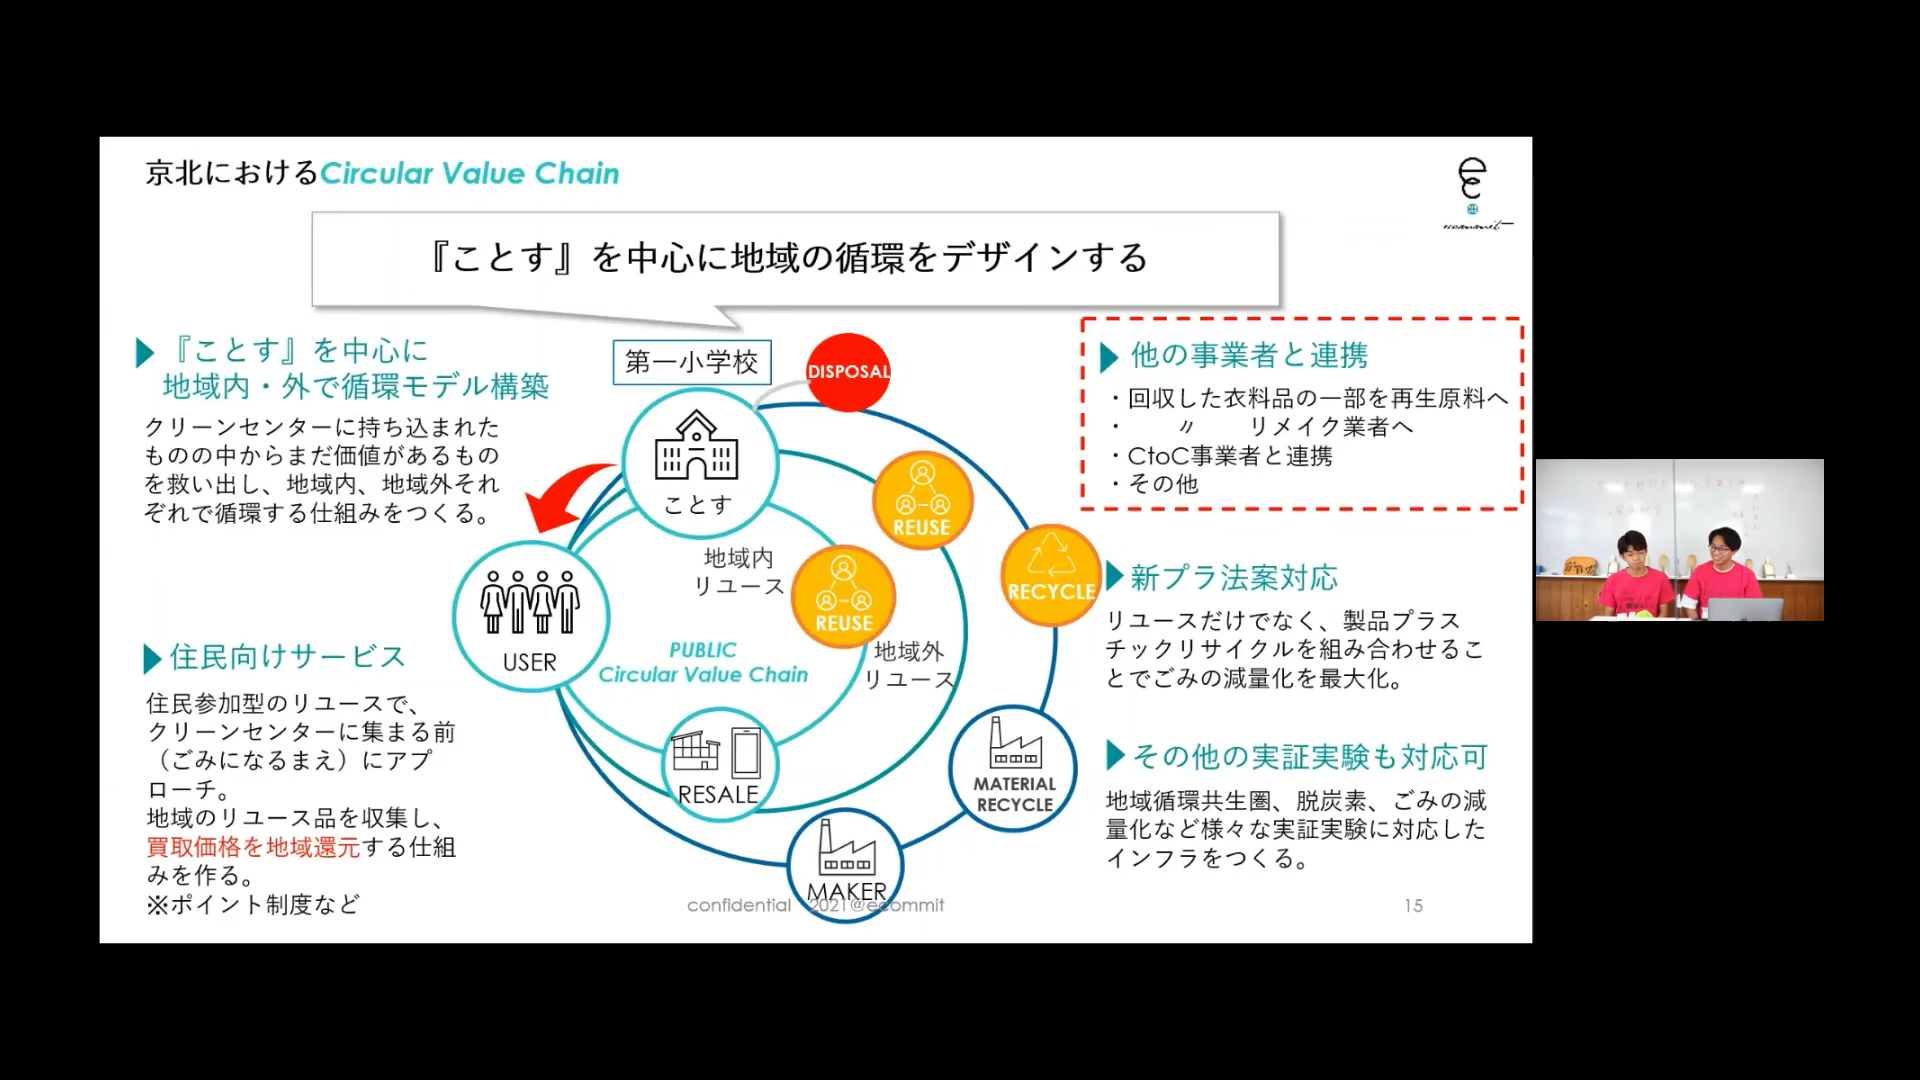 京北におけるCircular Value Chain
ecommit
『ことす』を中心に地域の循環をデザインする
『ことす』を中心に
地域内・外で循環モデル構築
クリーンセンターに持ち込まれた
ものの中からまだ価値があるもの
を救い出し、地域内、地域外それ
ぞれで循環する仕組みをつくる。
住民向けサービス
住民参加型のリユースで、
クリーンセンターに集まる前
（ごみになるまえ）にアプ
ローチ。
地域のリユース品を収集し、
買取価格を地域還元する仕組
みを作る。
※ポイント制度など
第一小学校
DISPOSAL
ことす
REUSE
地域内
リユース
REUSE
RECYCLE
USER
PUBLIC
Circular Value Chain
地域外
リユース
RESALE
MATERIAL
RECYCLE
MAKER
他の事業者と連携
・回収した衣料品の一部を再生原料へ
・　　〃　　リメイク業者へ
・CtoC事業者と連携
・その他
新プラ法案対応
リユースだけでなく、製品プラス
チックリサイクルを組み合わせるこ
とでごみの減量化を最大化。
その他の実証実験も対応可
地域循環共生圏、脱炭素、ごみの減
量化など様々な実証実験に対応した
インフラをつくる。
confidential　2021@ecommit
15